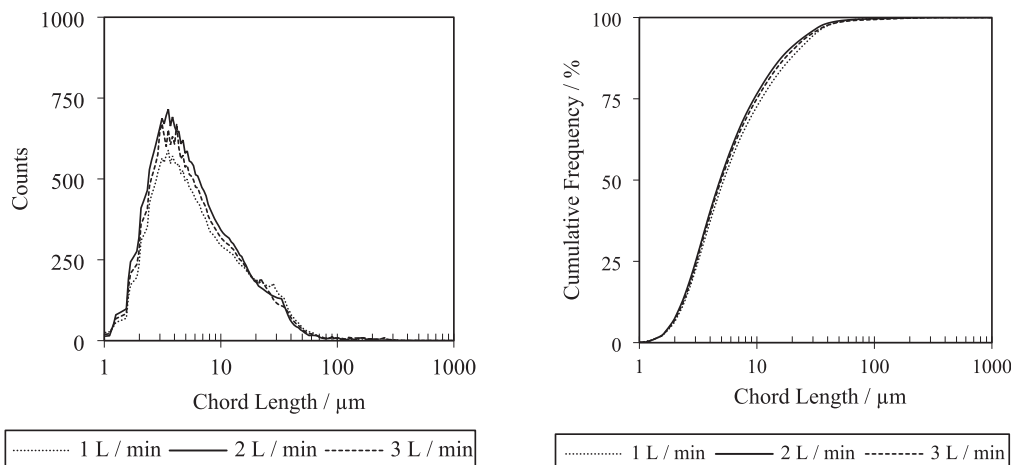 1000
750
500
250
0
Counts
1 10 100 1000
Chord Length / µm
1 L / min 2 L / min 3 L / min
100
75
50
25
0
Cumulative Frequency / %
1 10 100 1000
Chord Length / µm
1 L / min 2 L / min 3 L / min